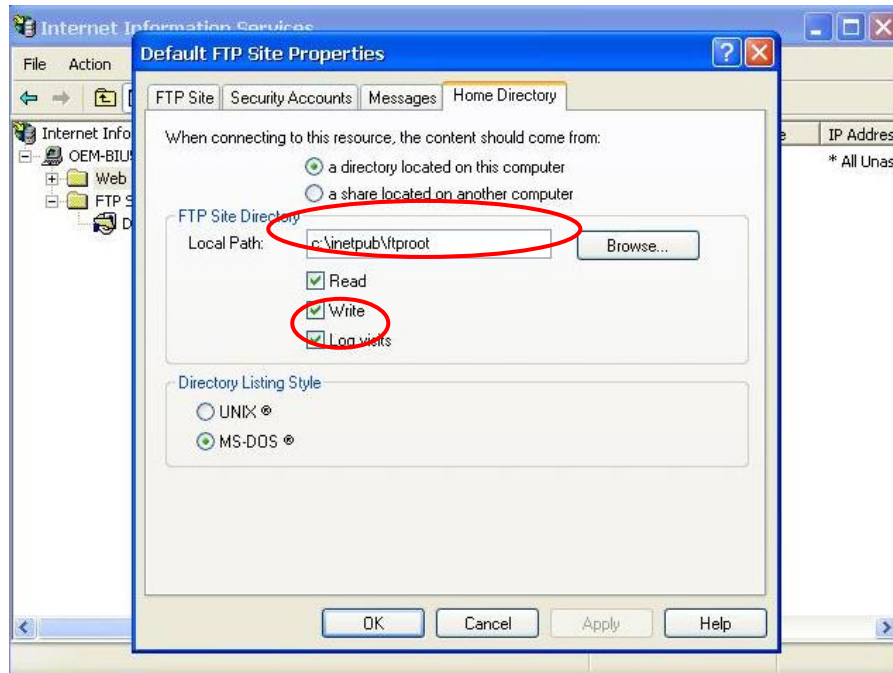 Internet Information Services
Default FTP Site Properties
File Action
FTP Site Security Accounts Messages Home Directory
Internet Info
IP Addres
When connecting to this resource, the content should come from:
OEM-BIU
a directory located on this computer
* All Unas
Web
a share located on another computer
FTP S
FTP Site Directory
D
Local Path: c:\inetpub\ftproot Browse...
Read
Write
Log visits
Directory Listing Style
UNIX ®
MS-DOS ®
OK Cancel Apply Help